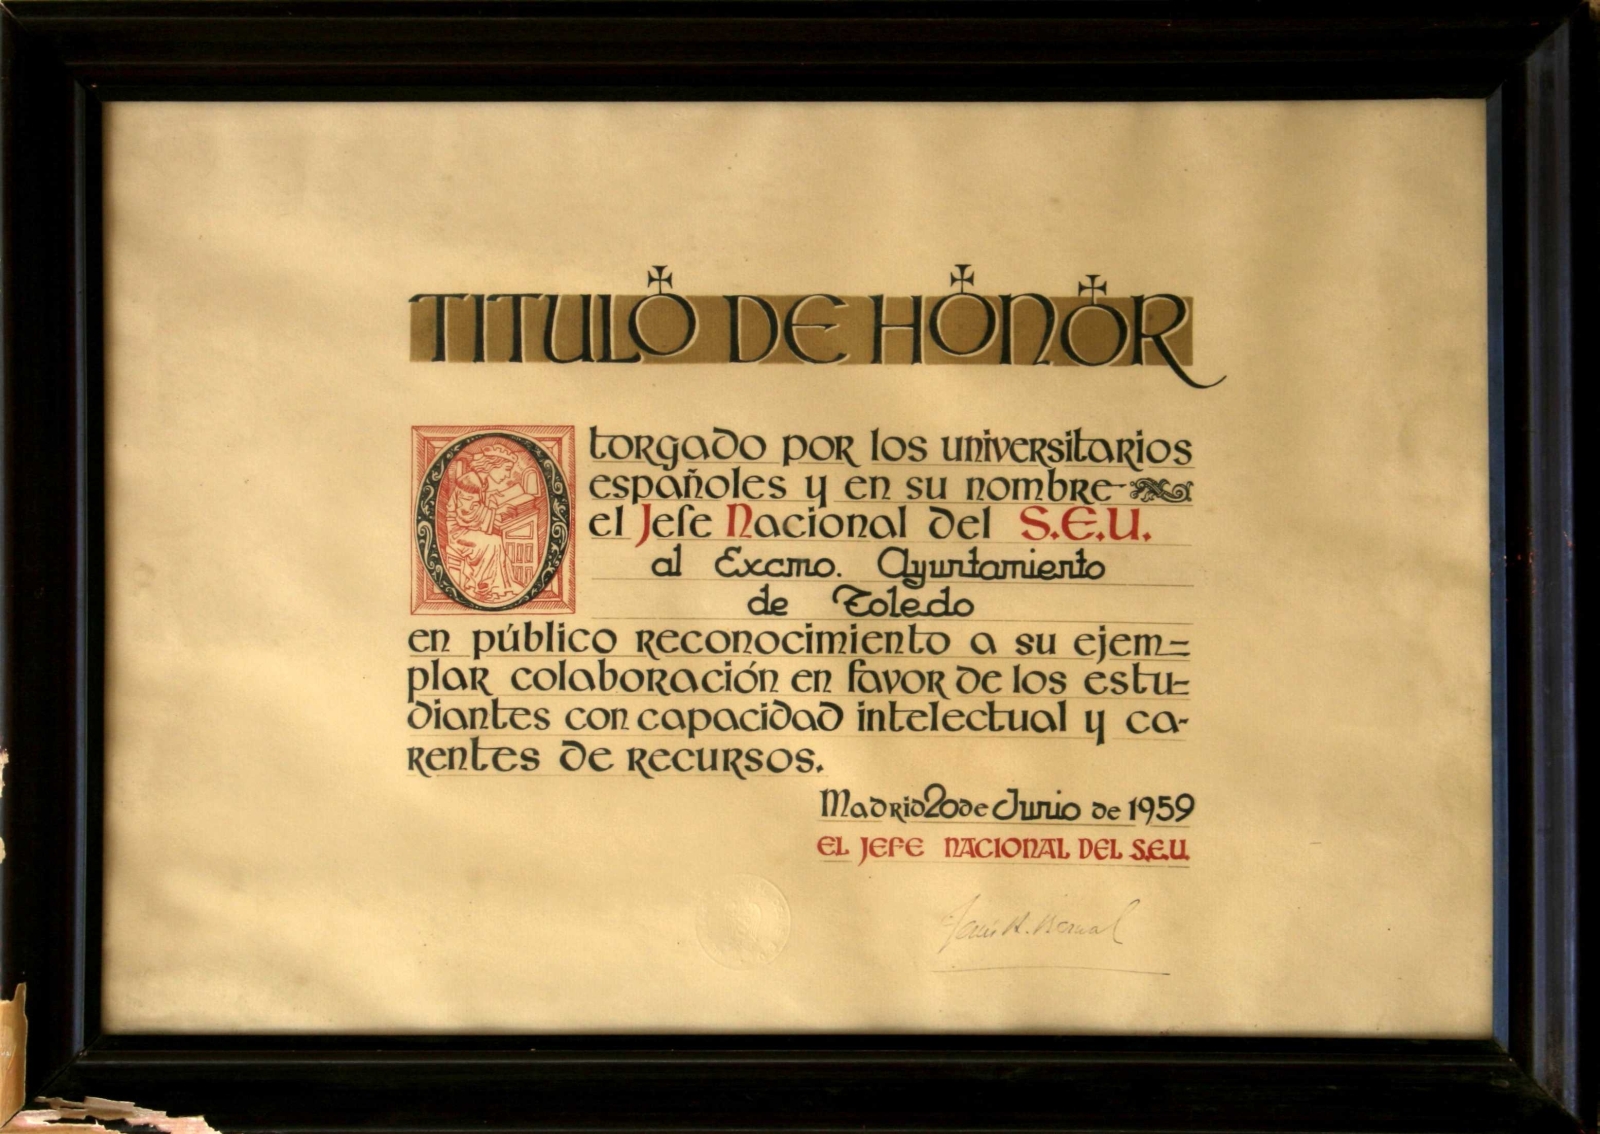 TITULO DE HONOR
Otorgado por los universitarios
españoles y en su nombre
el Jefe Nacional del S.E.U.
al Excmo. Ayuntamiento
de Toledo
en público reconocimiento a su ejem=
plar colaboración en favor de los estu=
diantes con capacidad intelectual y ca-
rentes de recursos.
Madrid 20 de Junio de 1959
EL JEFE NACIONAL DEL S.E.U.